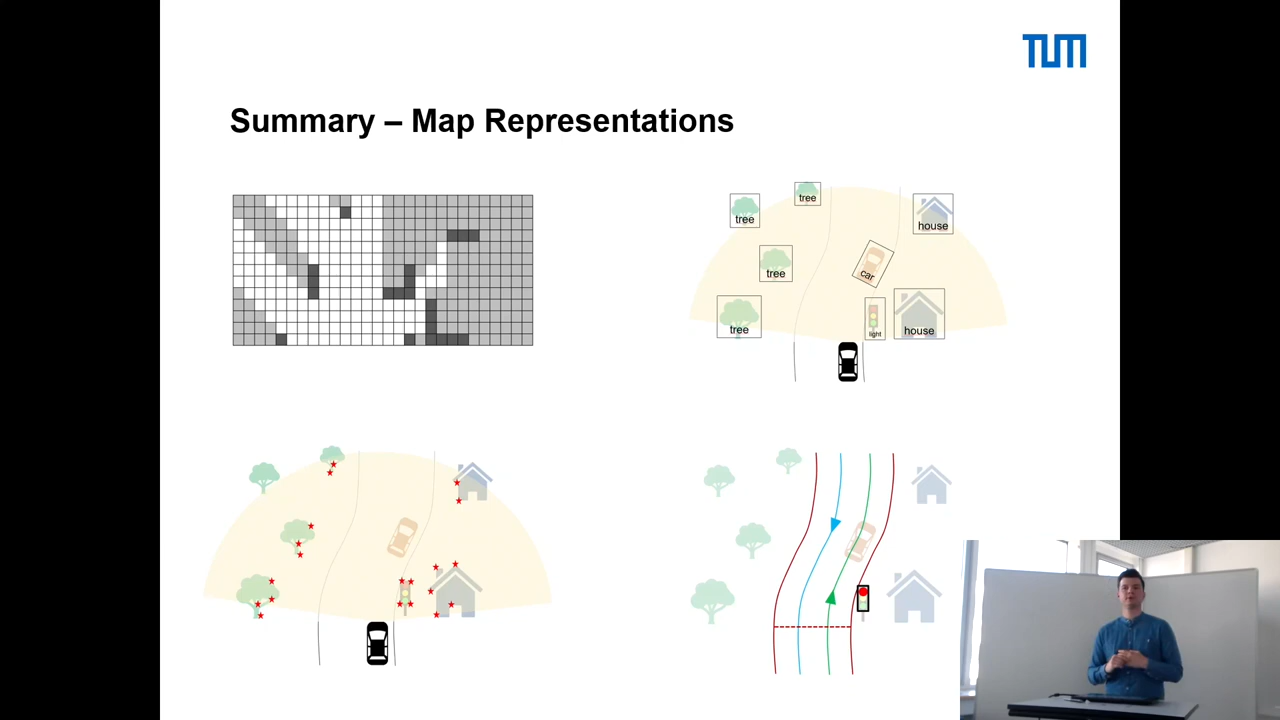 TUM
Summary – Map Representations
tree
tree
house
tree
car
tree
light
house